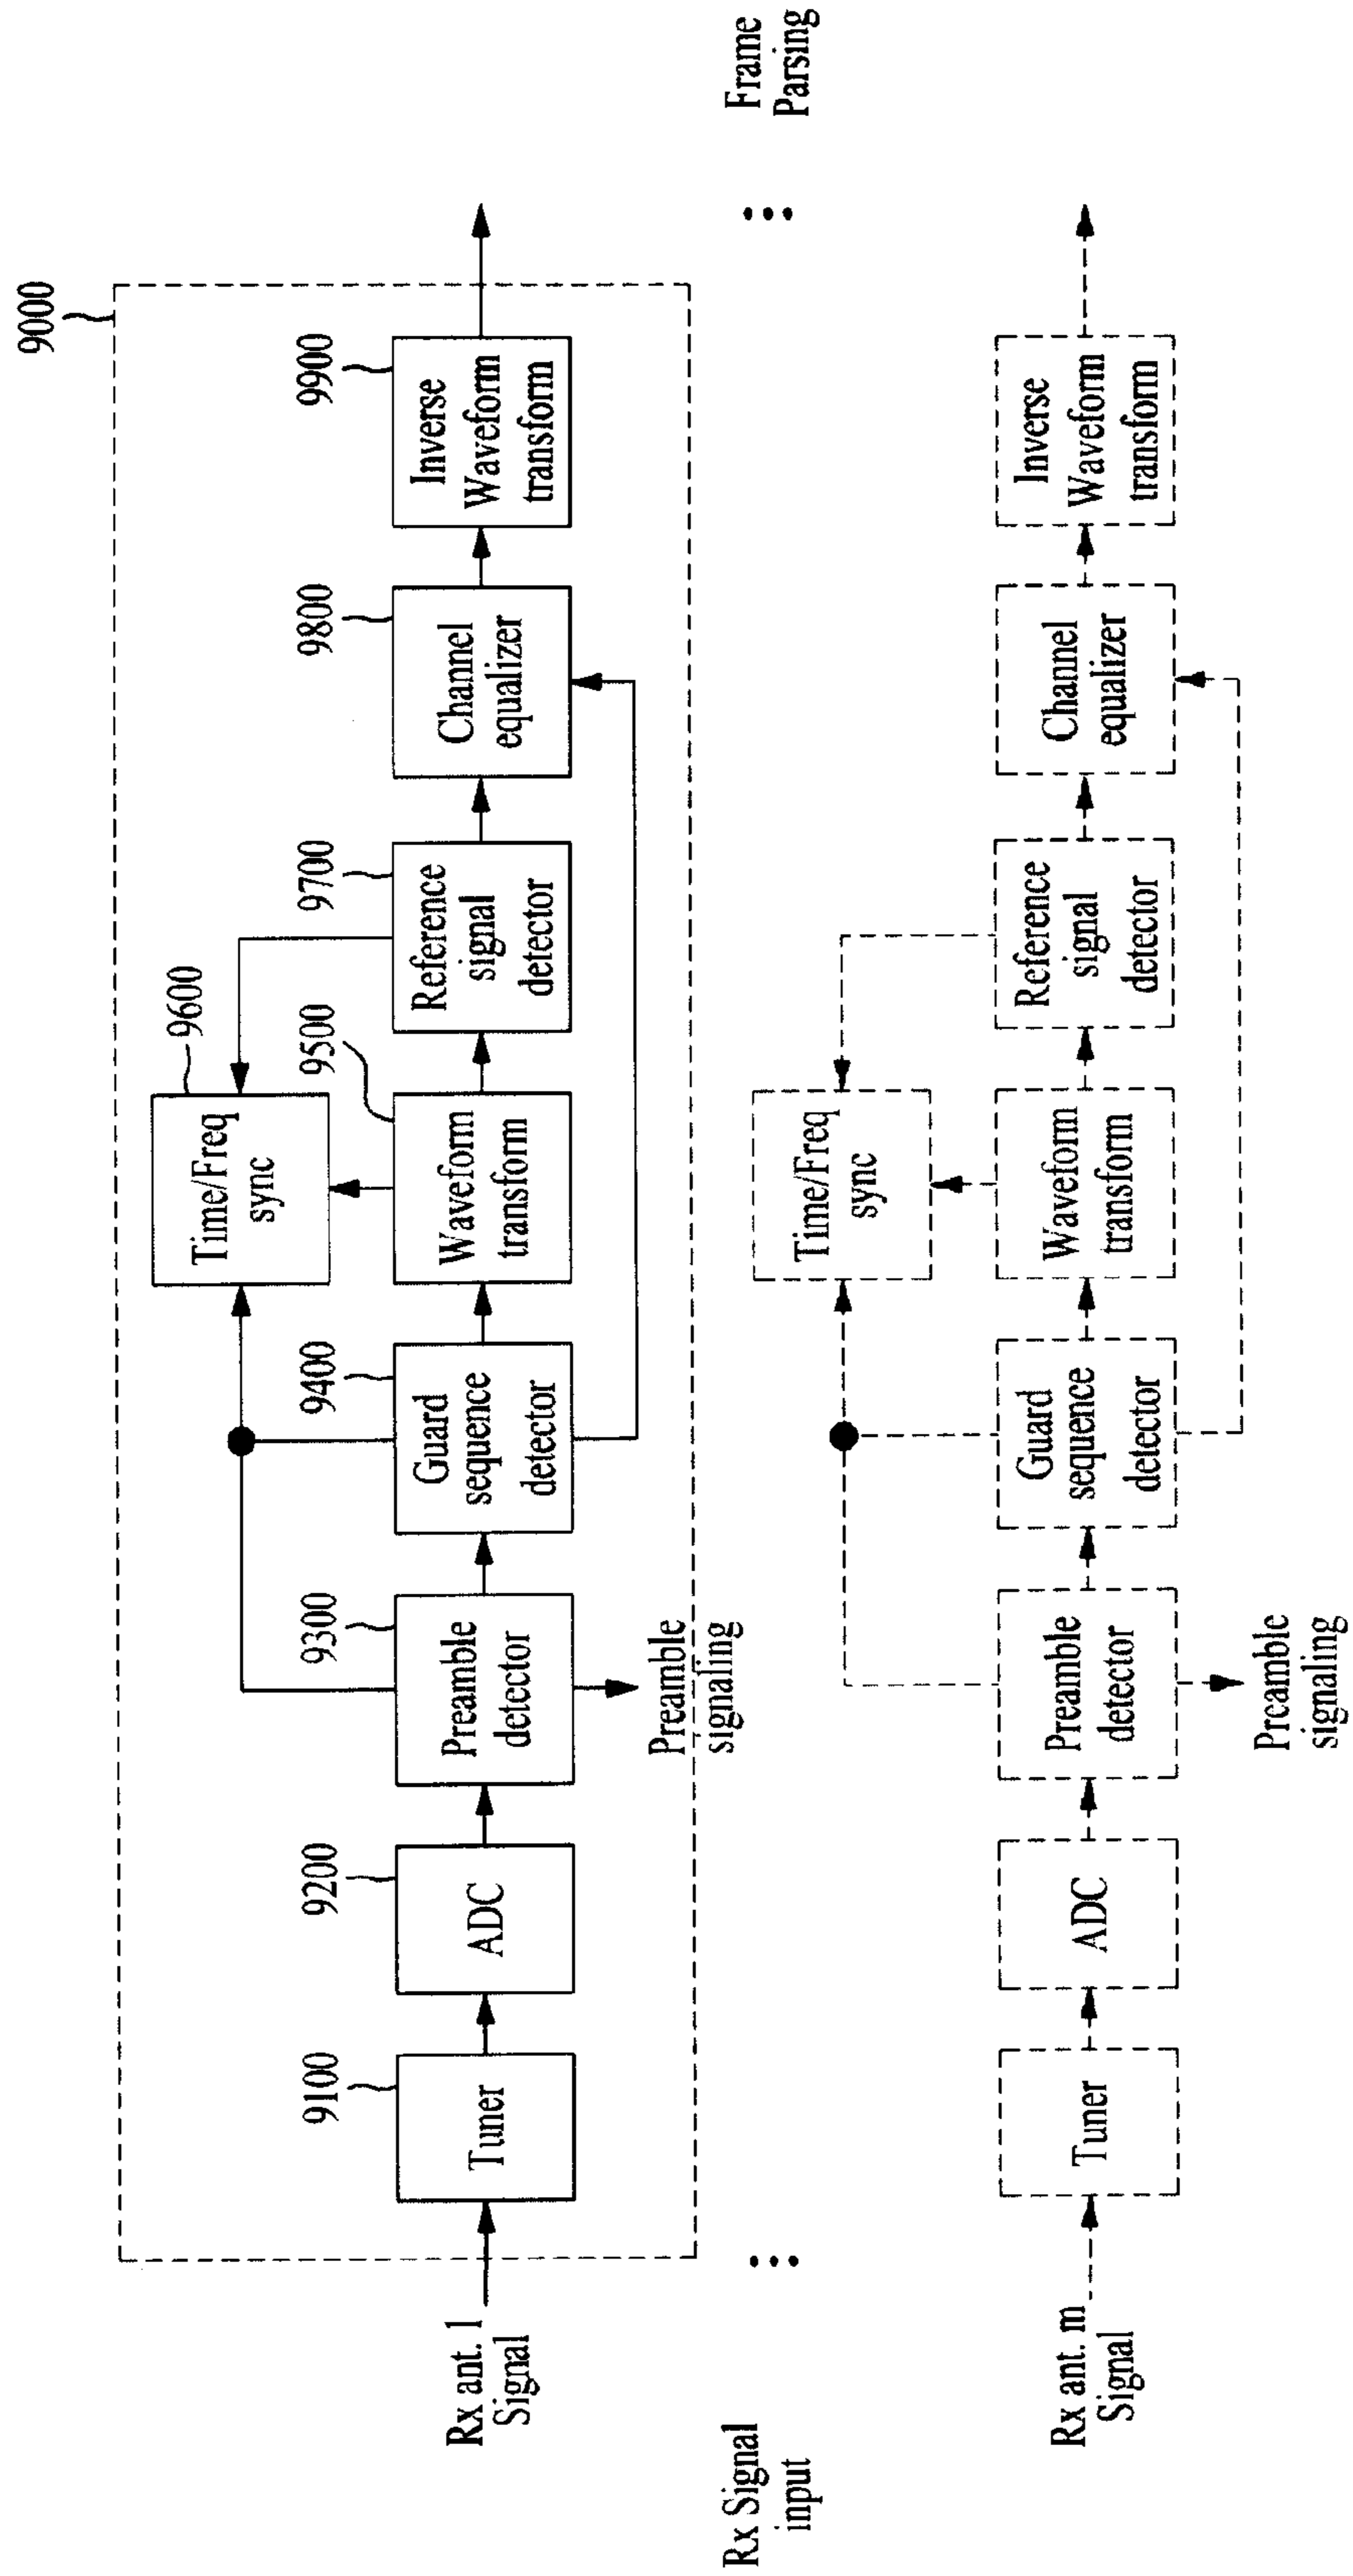 9000
9600
Time/Freq
sync
9100
Tuner
9200
ADC
9300
Preamble
detector
9400
Guard
sequence
detector
9500
Waveform
transform
9700
Reference
signal
detector
9800
Channel
equalizer
9900
Inverse
Waveform
transform
Rx ant. 1
Signal
Preamble
signaling
Rx Signal
input
Frame
Parsing
Time/Freq
sync
Rx ant. m
Signal
Tuner
ADC
Preamble
detector
Guard
sequence
detector
Waveform
transform
Reference
signal
detector
Channel
equalizer
Inverse
Waveform
transform
Preamble
signaling